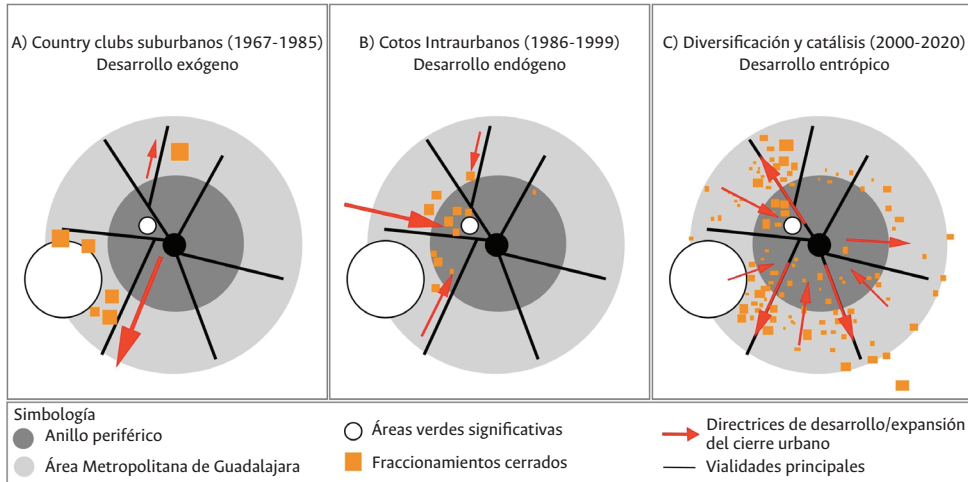 A) Country clubs suburbanos (1967-1985)
Desarrollo exógeno
B) Cotos Intraurbanos (1986-1999)
Desarrollo endógeno
C) Diversificación y catálisis (2000-2020)
Desarrollo entrópico
Simbología
Anillo periférico
Área Metropolitana de Guadalajara
Áreas verdes significativas
Fraccionamientos cerrados
Directrices de desarrollo/expansión
del cierre urbano
Vialidades principales